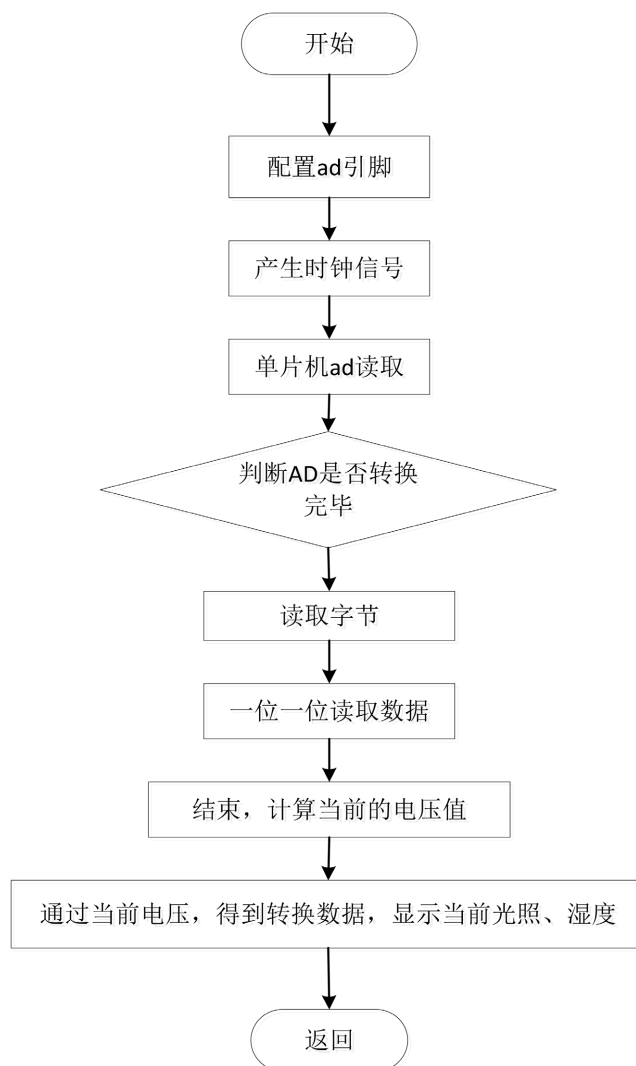 开始
配置ad引脚
产生时钟信号
单片机ad读取
判断AD是否转换
完毕
读取字节
一位一位读取数据
结束，计算当前的电压值
通过当前电压，得到转换数据，显示当前光照、湿度
返回